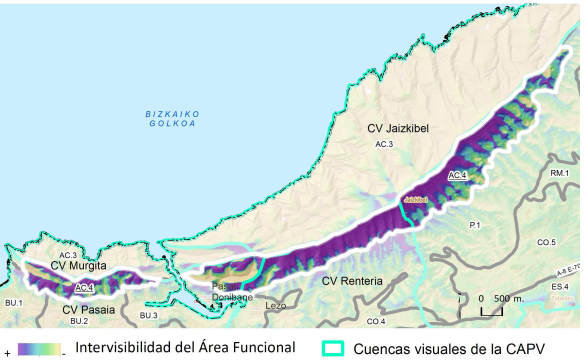 BIZKAIKO
GOLKOA
CV Jaizkibel
AC.3
RM.1
AC.4
Jaizkibel
P.1
CO.5
AC.3
CV Murgita
A-8 E-70
AC.4
CV Renteria
ES.4
Pasai
Donibane
BU.1
CV Pasaia
Lezo
0 500 m.
BU.2
BU.3
CO.4
+ - Intervisibilidad del Área Funcional
Cuencas visuales de la CAPV